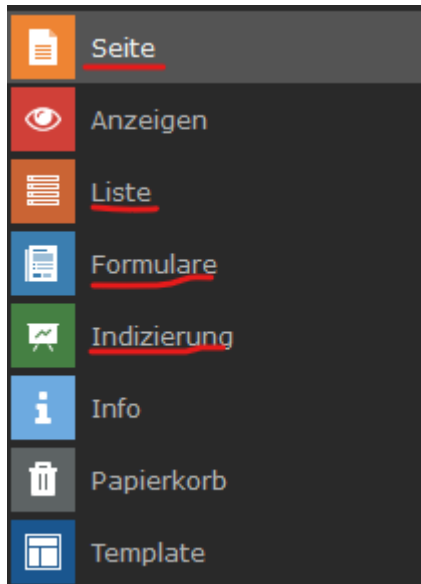 Seite
Anzeigen
Liste
Formulare
Indizierung
Info
Papierkorb
Template